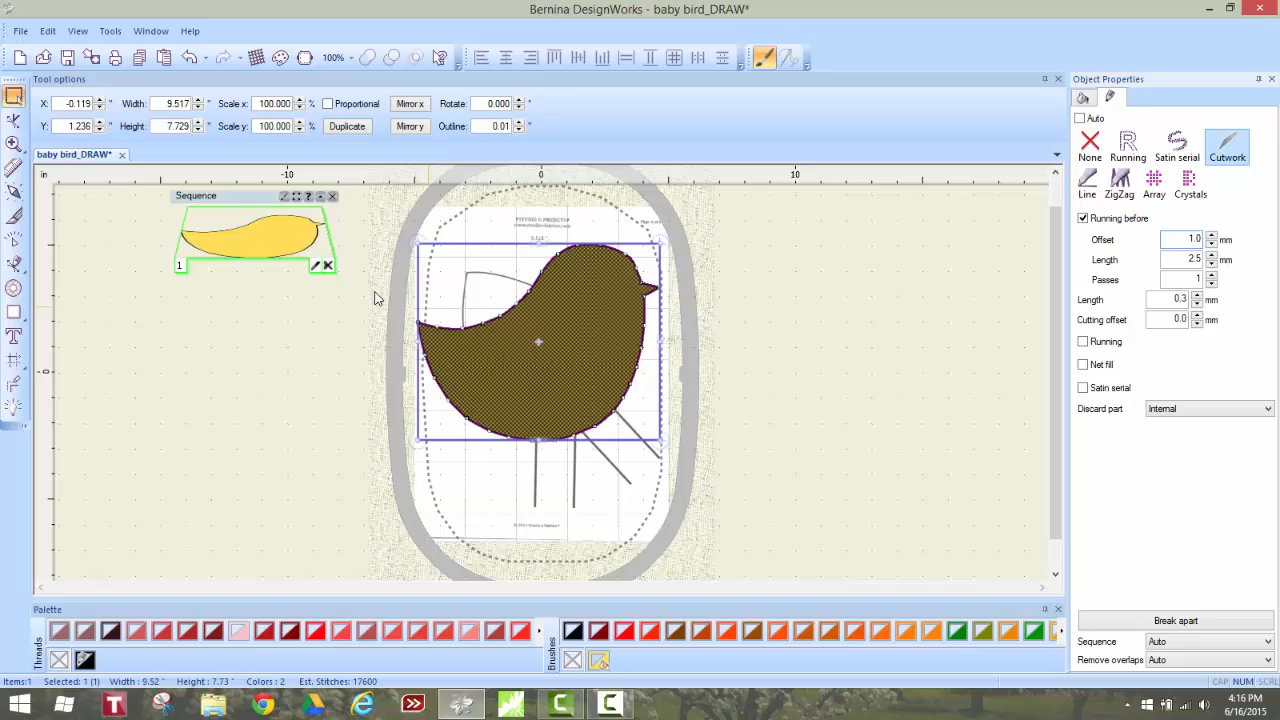 Bernina DesignWorks - baby bird_DRAW*
File Edit View Tools Window Help
100%
Tool options
Object Properties
X: -0.119 " Width: 9.517 " Scale x: 100.000 % Proportional Mirror x Rotate: 0.000 °
Y: 1.236 " Height: 7.729 " Scale y: 100.000 % Duplicate Mirror y Outline: 0.01 "
Auto
None Running Satin serial Cutwork
Line ZigZag Array Crystals
baby bird_DRAW*
in -10 0 10
Sequence
1
Running before
Offset 1.0 mm
Length 2.5 mm
Passes 1
Length 0.3 mm
Cutting offset 0.0 mm
Running
Net fill
Satin serial
Discard part Internal
-0
Break apart
Sequence Auto
Remove overlaps Auto
Palette
Threads
Brushes
Items:1 Selected: 1 (1) Width : 9.52 " Height : 7.73 " Colors : 2 Est. Stitches: 17600
CAP NUM SCRL
4:16 PM
6/16/2015